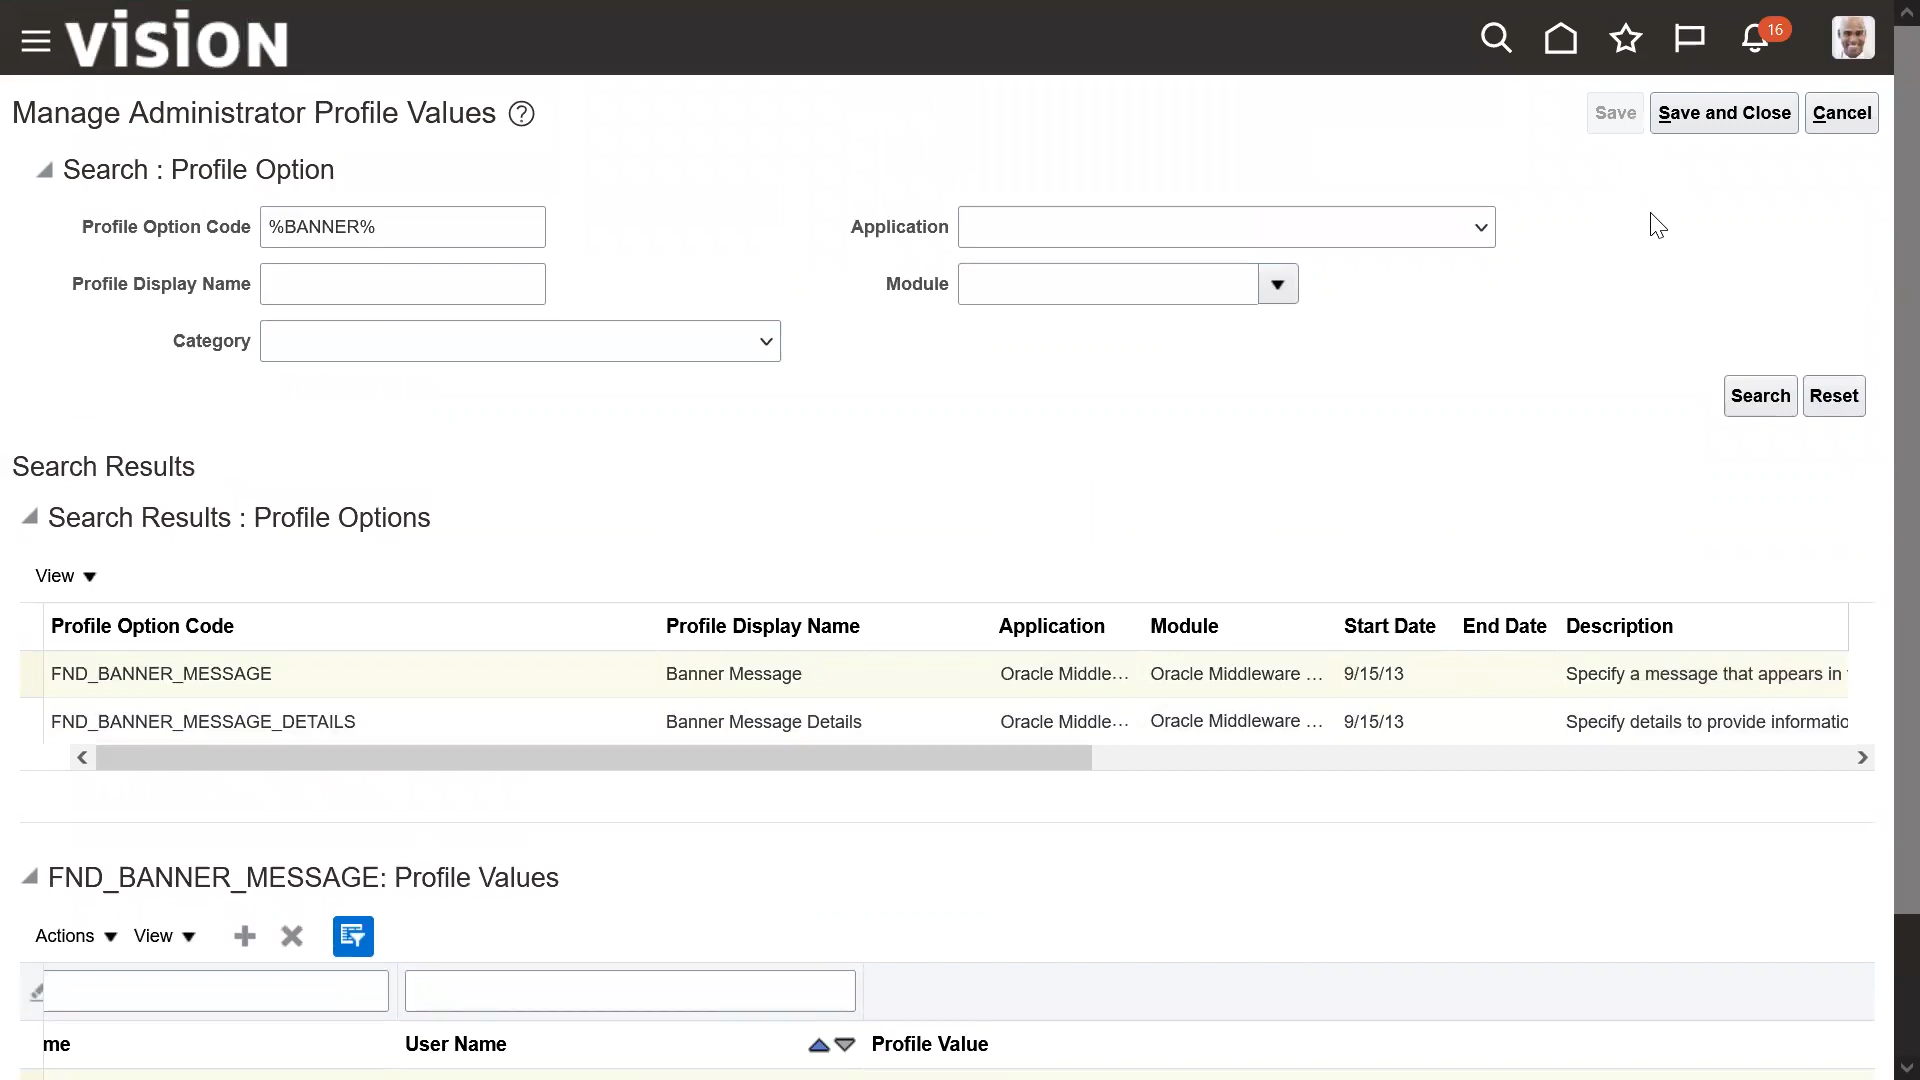 vision
16
Manage Administrator Profile Values ?
Save Save and Close Cancel
Search : Profile Option
Profile Option Code %BANNER% Application
Profile Display Name Module
Category
Search Reset
Search Results
Search Results : Profile Options
View
Profile Option Code Profile Display Name Application Module Start Date End Date Description
FND_BANNER_MESSAGE Banner Message Oracle Middle... Oracle Middleware ... 9/15/13 Specify a message that appears in
FND_BANNER_MESSAGE_DETAILS Banner Message Details Oracle Middle... Oracle Middleware ... 9/15/13 Specify details to provide informatio
FND_BANNER_MESSAGE: Profile Values
Actions View
me User Name Profile Value